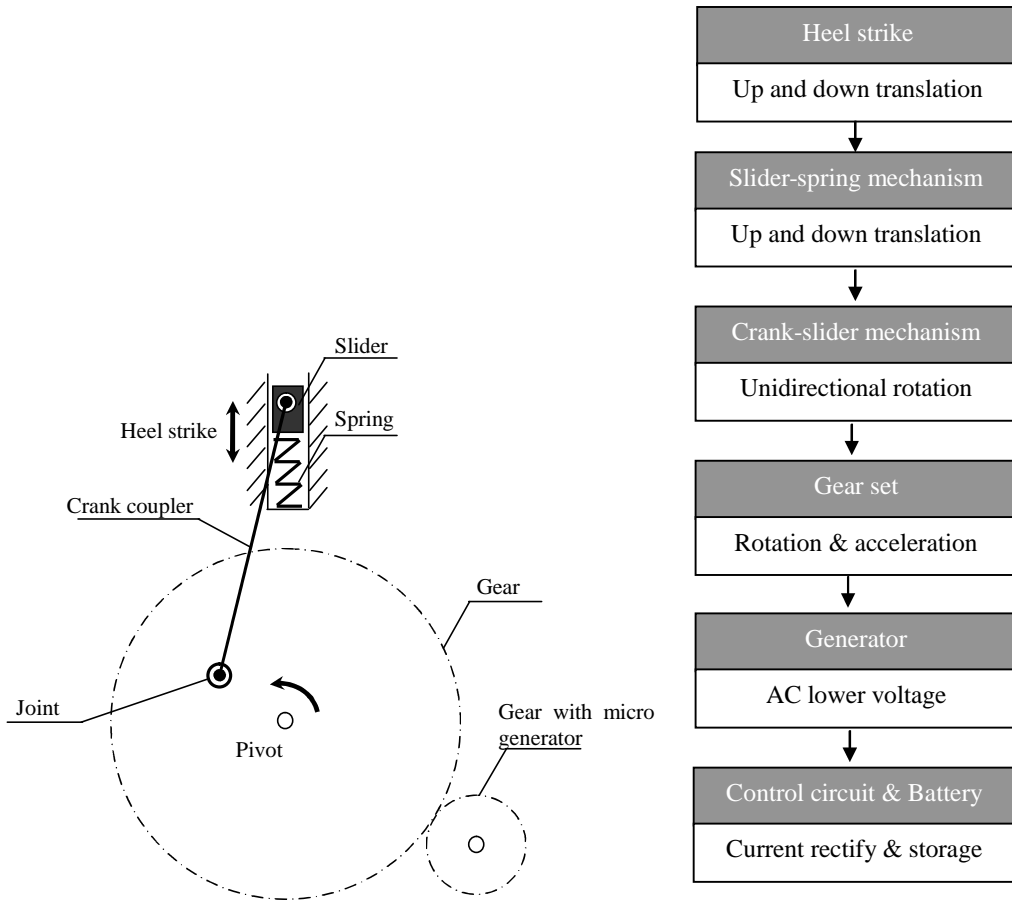 Slider
Heel strike
Spring
Crank coupler
Gear
Joint
Pivot
Gear with micro
generator
Heel strike
Up and down translation
Slider-spring mechanism
Up and down translation
Crank-slider mechanism
Unidirectional rotation
Gear set
Rotation & acceleration
Generator
AC lower voltage
Control circuit & Battery
Current rectify & storage